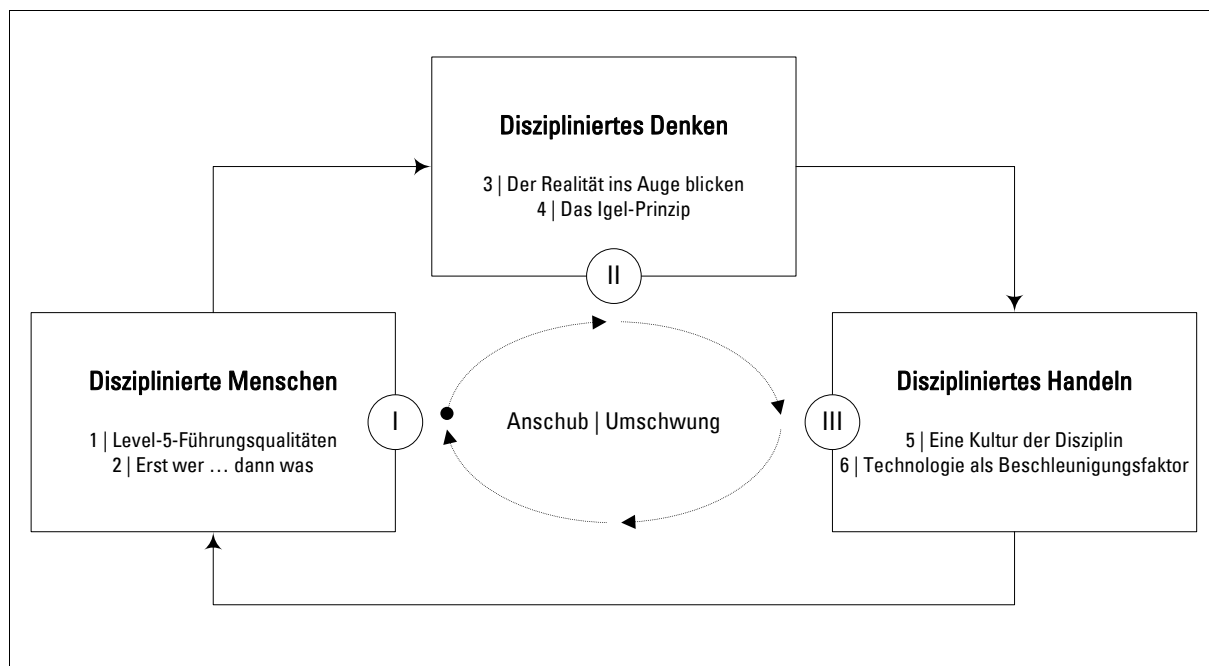 Diszipliniertes Denken
3 | Der Realität ins Auge blicken
4 | Das Igel-Prinzip
II
Disziplinierte Menschen
1 | Level-5-Führungsqualitäten
2 | Erst wer … dann was
I
Anschub | Umschwung
III
Diszipliniertes Handeln
5 | Eine Kultur der Disziplin
6 | Technologie als Beschleunigungsfaktor